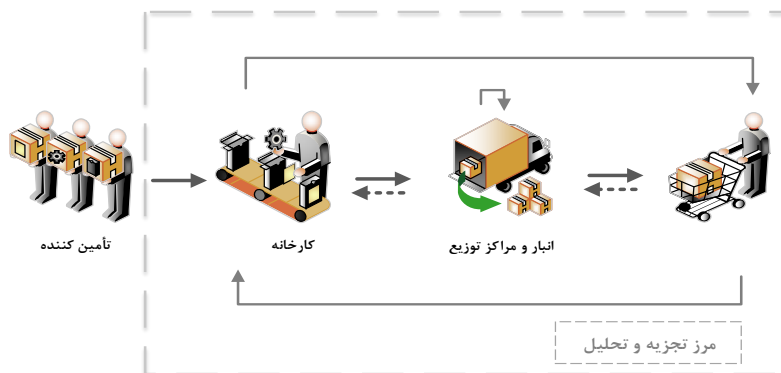 تأمین کننده
کارخانه
انبار و مراکز توزیع
مرز تجزیه و تحلیل